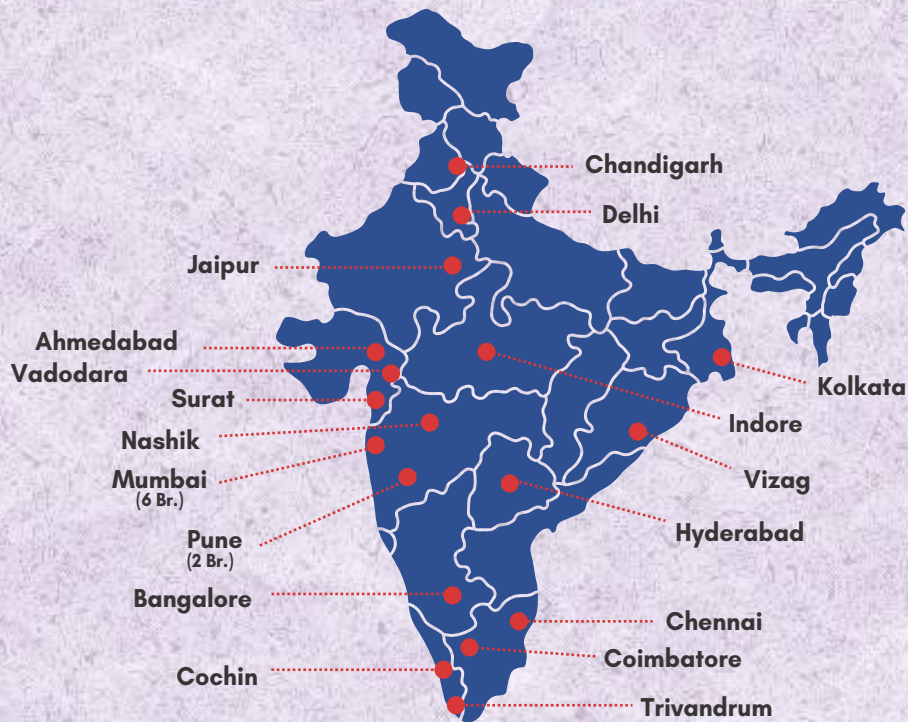 Chandigarh
Delhi
Jaipur
Ahmedabad
Vadodara
Kolkata
Surat
Indore
Nashik
Mumbai
(6 Br.)
Vizag
Hyderabad
Pune
(2 Br.)
Bangalore
Chennai
Coimbatore
Cochin
Trivandrum